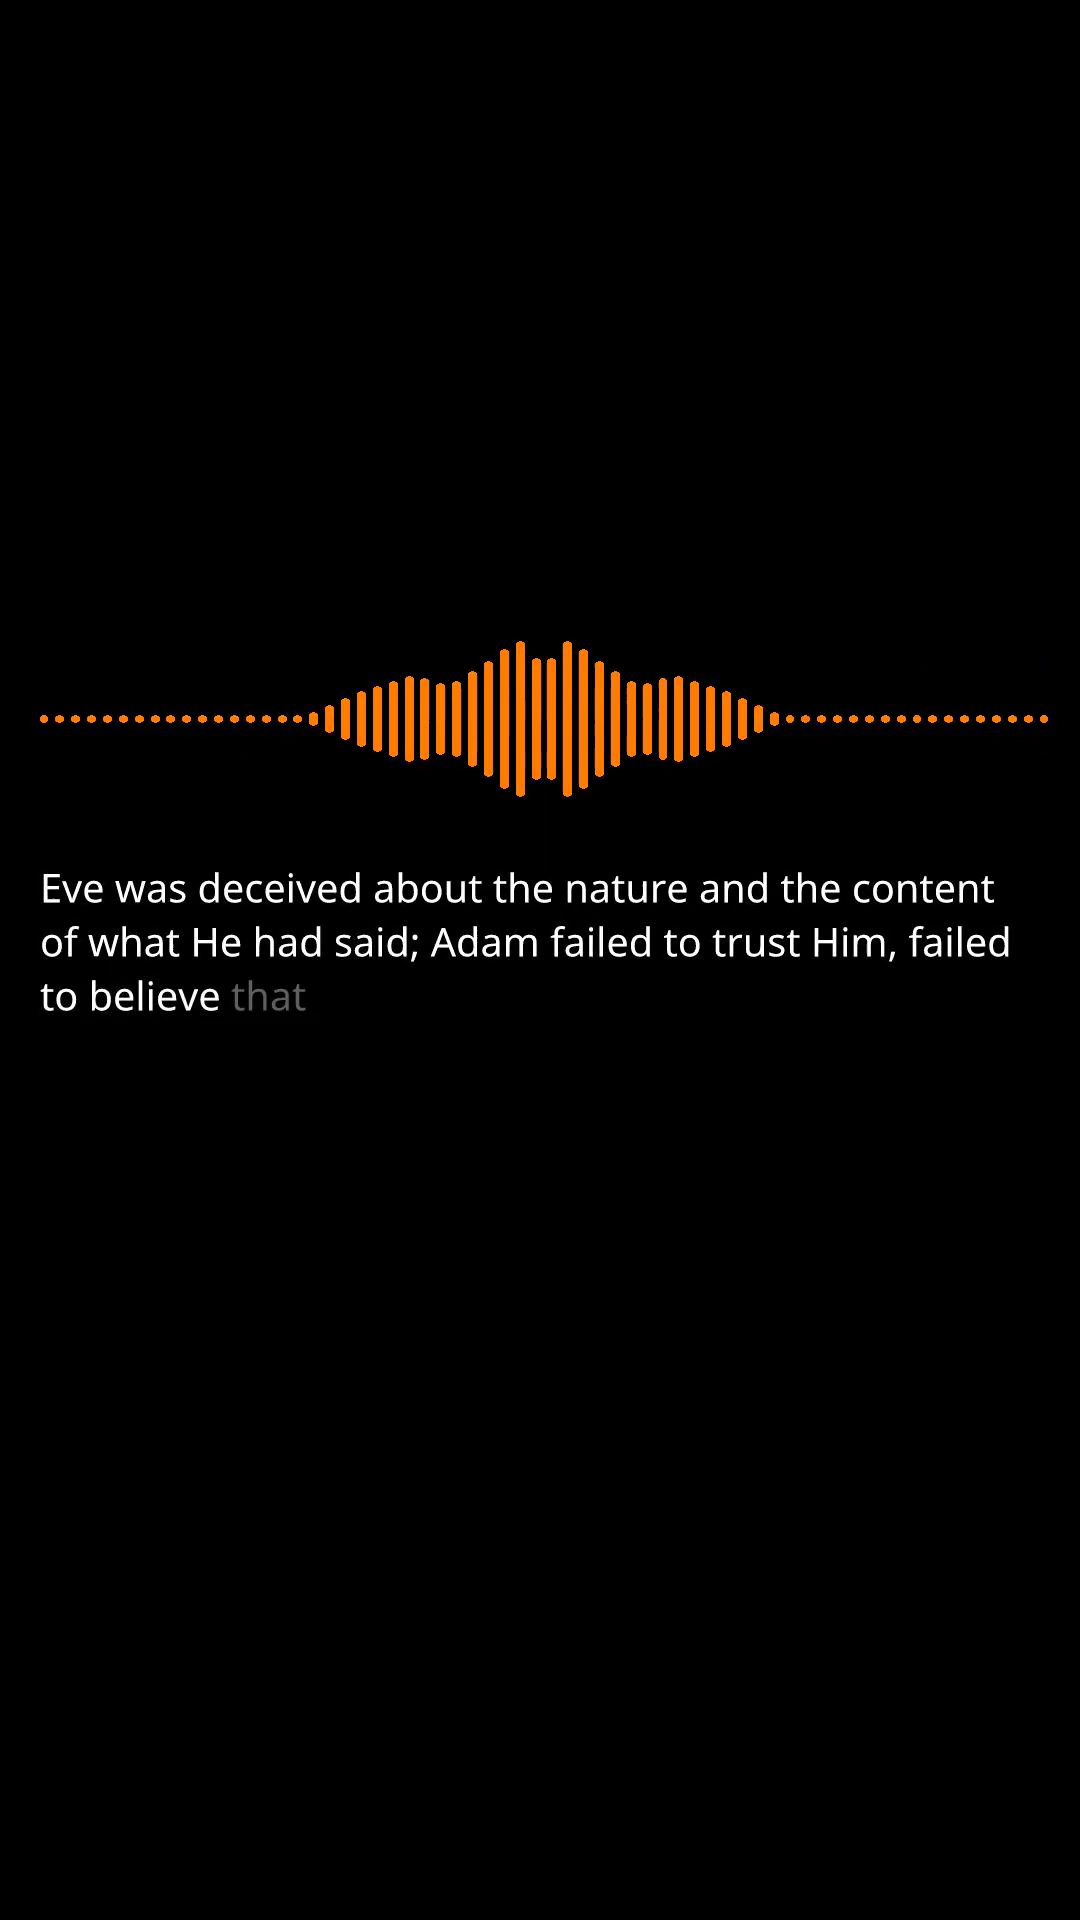 Eve was deceived about the nature and the content
of what He had said; Adam failed to trust Him, failed
to believe that